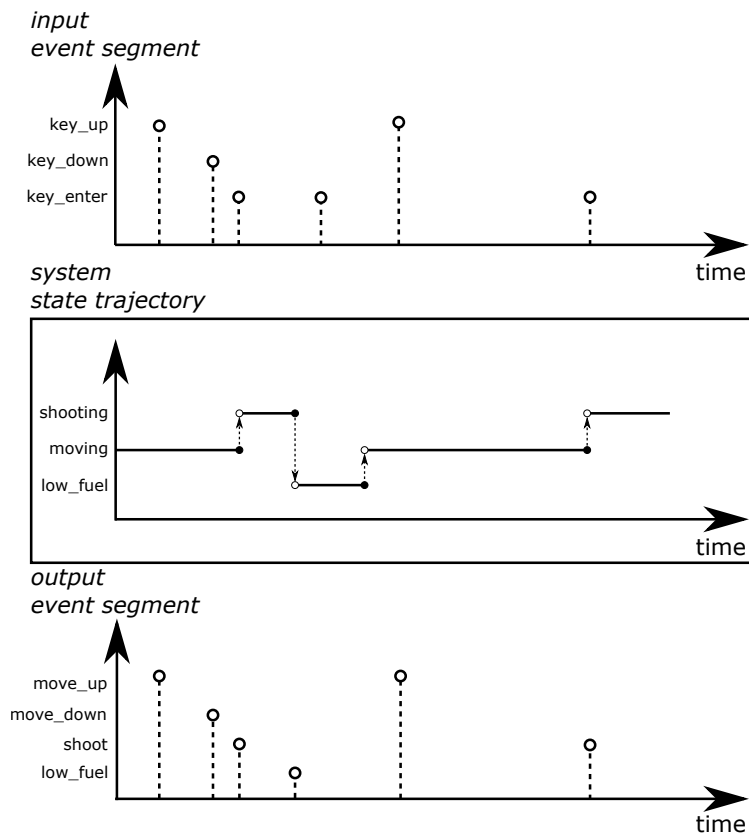 input
event segment
key_up
key_down
key_enter
time
system
state trajectory
shooting
moving
low_fuel
time
output
event segment
move_up
move_down
shoot
low_fuel
time